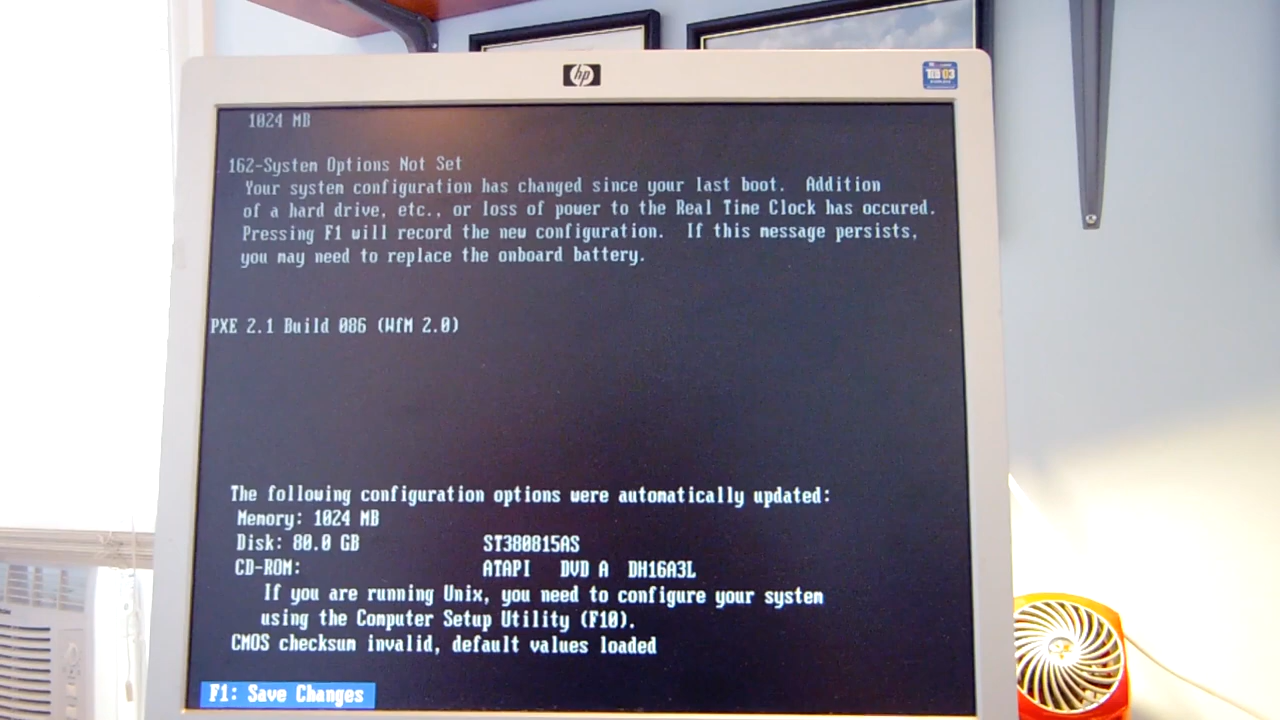 hp
TCO 03
1024 MB
162-System Options Not Set
Your system configuration has changed since your last boot. Addition
of a hard drive, etc., or loss of power to the Real Time Clock has occured.
Pressing F1 will record the new configuration. If this message persists,
you may need to replace the onboard battery.
PXE 2.1 Build 086 (WfM 2.0)
The following configuration options were automatically updated:
Memory: 1024 MB
Disk: 80.0 GB ST380815AS
CD-ROM: ATAPI DVD A DH16A3L
If you are running Unix, you need to configure your system
using the Computer Setup Utility (F10).
CMOS checksum invalid, default values loaded
F1: Save Changes